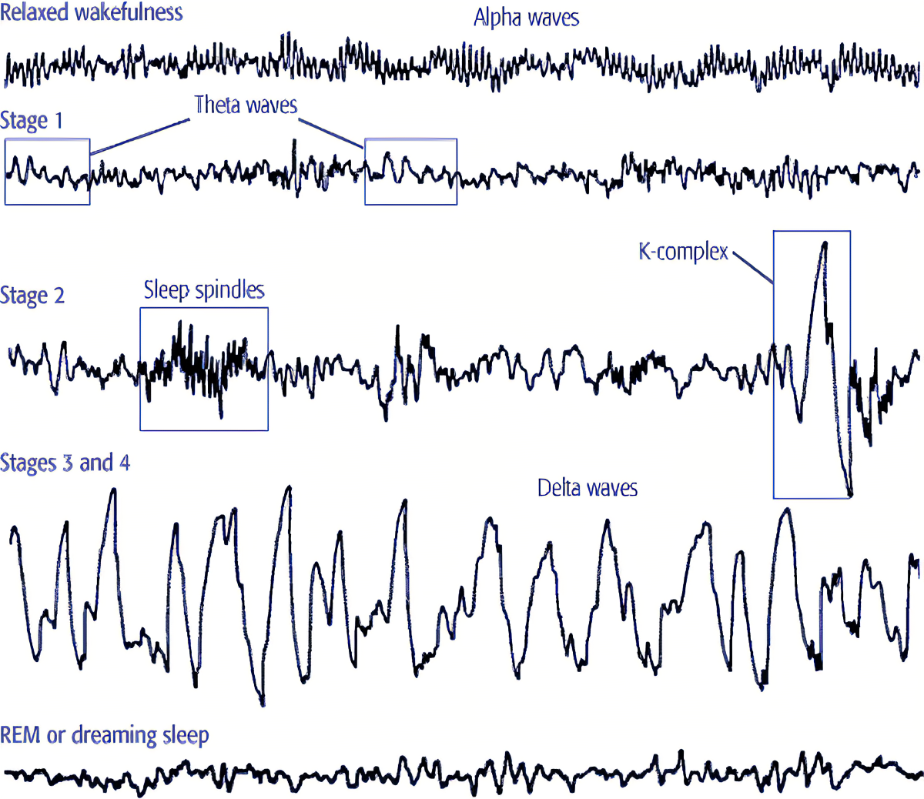 Relaxed wakefulness
Alpha waves
Theta waves
Stage 1
K-complex
Stage 2
Sleep spindles
Stages 3 and 4
Delta waves
REM or dreaming sleep